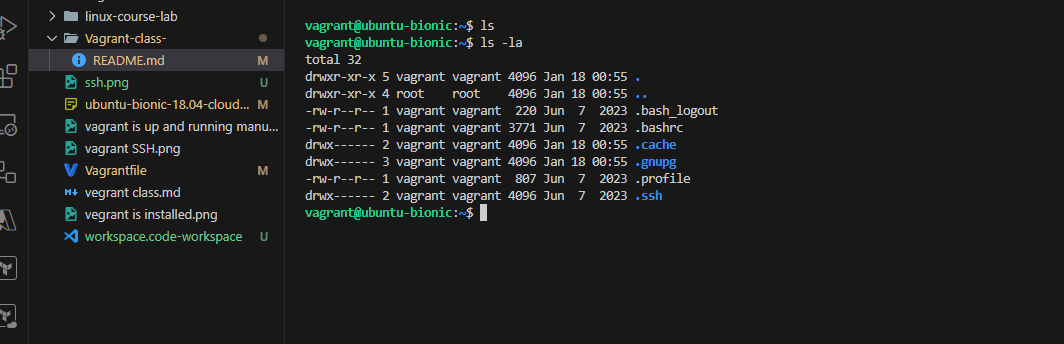 linux-course-lab
Vagrant-class-
README.md M
ssh.png U
ubuntu-bionic-18.04-cloud... M
vagrant is up and running manu...
vagrant SSH.png
Vagrantfile M
vegrant class.md
vegrant is installed.png
workspace.code-workspace U
vagrant@ubuntu-bionic:~$ ls
vagrant@ubuntu-bionic:~$ ls -la
total 32
drwxr-xr-x 5 vagrant vagrant 4096 Jan 18 00:55 .
drwxr-xr-x 4 root    root    4096 Jan 18 00:55 ..
-rw-r--r-- 1 vagrant vagrant  220 Jun  7  2023 .bash_logout
-rw-r--r-- 1 vagrant vagrant 3771 Jun  7  2023 .bashrc
drwx------ 2 vagrant vagrant 4096 Jan 18 00:55 .cache
drwx------ 3 vagrant vagrant 4096 Jan 18 00:55 .gnupg
-rw-r--r-- 1 vagrant vagrant  807 Jun  7  2023 .profile
drwx------ 2 vagrant vagrant 4096 Jun  7  2023 .ssh
vagrant@ubuntu-bionic:~$